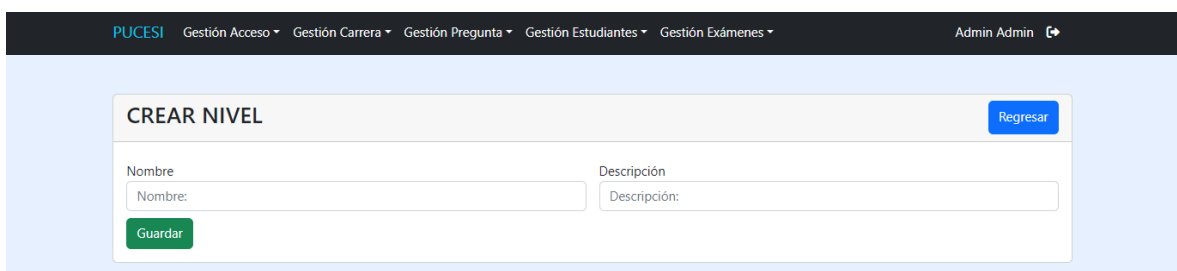 PUCESI Gestión Acceso Gestión Carrera Gestión Pregunta Gestión Estudiantes Gestión Exámenes Admin Admin
CREAR NIVEL Regresar
Nombre Descripción
Nombre: Descripción:
Guardar